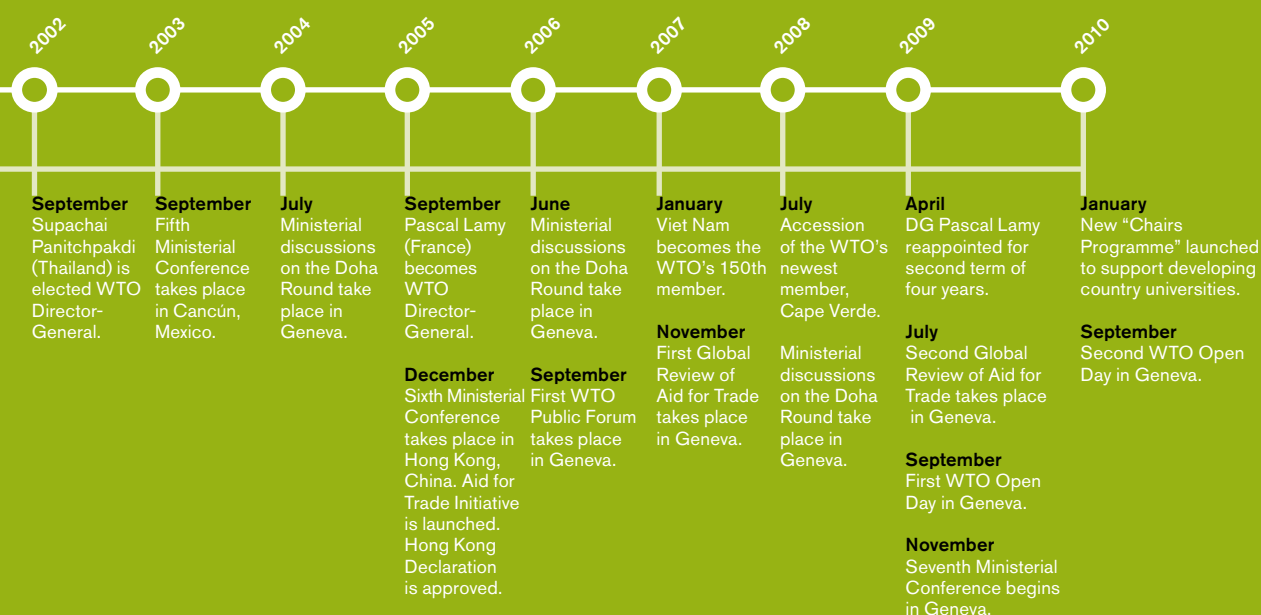 2002
2003
2004
2005
2006
2007
2008
2009
2010
September
Supachai
Panitchpakdi
(Thailand) is
elected WTO
Director-
General.
September
Fifth
Ministerial
Conference
takes place
in Cancún,
Mexico.
July
Ministerial
discussions
on the Doha
Round take
place in
Geneva.
September
Pascal Lamy
(France)
becomes
WTO
Director-
General.
December
Sixth Ministerial
Conference
takes place in
Hong Kong,
China. Aid for
Trade Initiative
is launched.
Hong Kong
Declaration
is approved.
June
Ministerial
discussions
on the Doha
Round take
place in
Geneva.
September
First WTO
Public Forum
takes place
in Geneva.
January
Viet Nam
becomes the
WTO's 150th
member.
November
First Global
Review of
Aid for Trade
takes place
in Geneva.
July
Accession
of the WTO's
newest
member,
Cape Verde.
Ministerial
discussions
on the Doha
Round take
place in
Geneva.
April
DG Pascal Lamy
reappointed for
second term of
four years.
July
Second Global
Review of Aid for
Trade takes place
in Geneva.
September
First WTO Open
Day in Geneva.
November
Seventh Ministerial
Conference begins
in Geneva.
January
New “Chairs
Programme” launched
to support developing
country universities.
September
Second WTO Open
Day in Geneva.